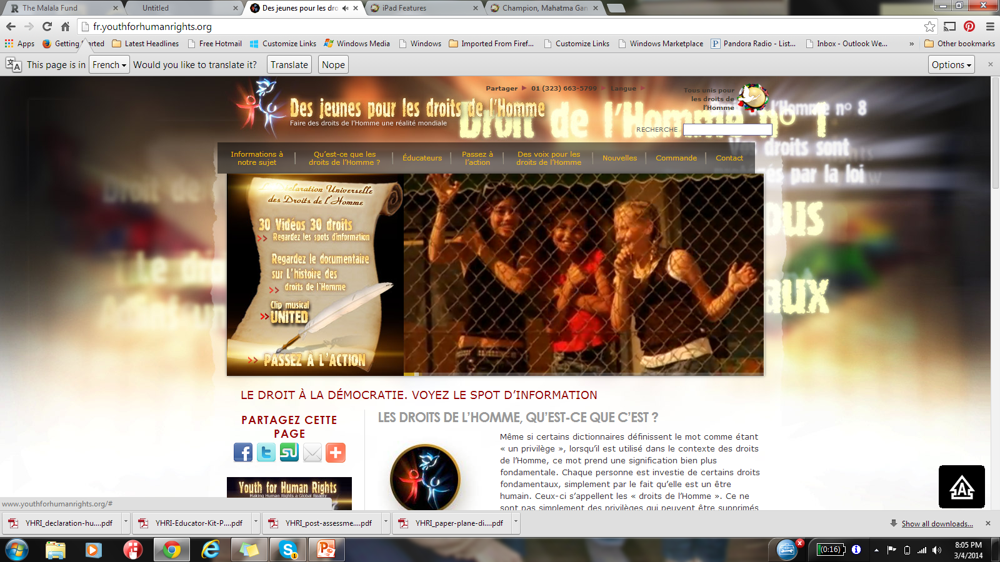 The Malala Fund
Untitled
Des jeunes pour les dro
iPad Features
Champion, Mahatma Gan
fr.youthforhumanrights.org
Apps
Getting Started
Latest Headlines
Free Hotmail
Customize Links
Windows Media
Windows
Imported From Firef...
Customize Links
Windows Marketplace
Pandora Radio - List...
Inbox - Outlook We...
»
Other bookmarks
This page is in
French
Would you like to translate it?
Translate
Nope
Options
Partager
01 (323) 663-5799
Langue
Tous unis pour
les droits de
l'Homme
Des jeunes pour les droits de l'Homme
Faire des droits de l'Homme une réalité mondiale
Droit de l'Homme n° 1
l'Homme n° 8
RECHERCHE
droits sont
par la loi
Informations à
notre sujet
Qu'est-ce que les
droits de l'Homme ?
Éducateurs
Passez à
l'action
Des voix pour les
droits de l'Homme
Nouvelles
Commande
Contact
La Déclaration Universelle
des Droits de l'Homme
30 Vidéos 30 droits
>> Regardez les spots d'information
Regardez le documentaire
sur L'histoire des
>> droits de l'Homme
Clip musical
>> UNITED
>> PASSEZ À L'ACTION
LE DROIT À LA DÉMOCRATIE. VOYEZ LE SPOT D'INFORMATION
PARTAGEZ CETTE
PAGE
Youth for Human Rights
Making Human Rights a Global Reality
LES DROITS DE L'HOMME, QU'EST-CE QUE C'EST ?
Même si certains dictionnaires définissent le mot comme étant
« un privilège », lorsqu'il est utilisé dans le contexte des droits
de l'Homme, ce mot prend une signification bien plus
fondamentale. Chaque personne est investie de certains droits
fondamentaux, simplement par le fait qu'elle est un être
humain. Ceux-ci s'appellent les « droits de l'Homme ». Ce ne
sont pas simplement des privilèges qui peuvent être supprimés
www.youthforhumanrights.org/#
YHRI_declaration-hu....pdf
YHRI-Educator-Kit-P....pdf
YHRI_post-assessme....pdf
YHRI_paper-plane-di....pdf
Show all downloads...
(0:16)
8:05 PM
3/4/2014